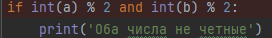 if int(a) % 2 and int(b) % 2:
    print('Оба числа не четные')